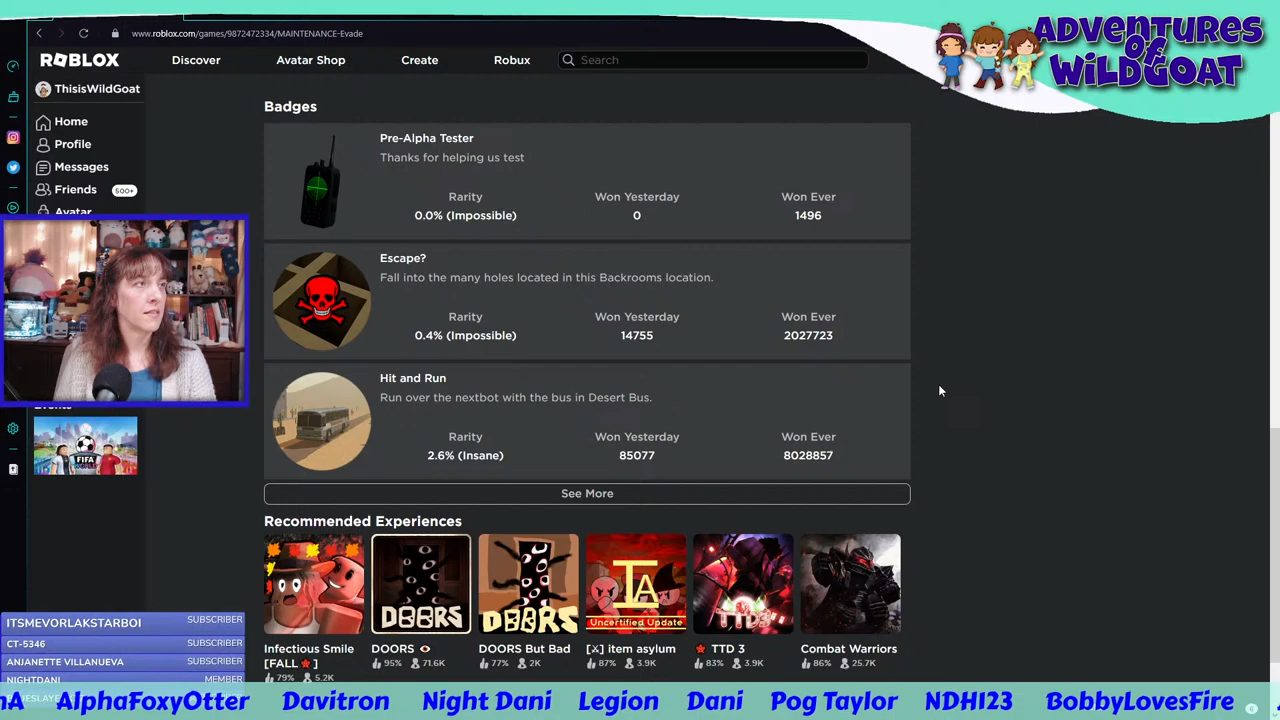 www.roblox.com/games/9872472334/MAINTENANCE-Evade
ADVENTURES
OF
WILDGOAT
ROBLOX
Discover
Avatar Shop
Create
Robux
Search
ThisisWildGoat
Home
Profile
Messages
Friends
500+
Avatar
Events
FIFA
WORLD
Badges
Pre-Alpha Tester
Thanks for helping us test
Rarity Won Yesterday Won Ever
0.0% (Impossible) 0 1496
Escape?
Fall into the many holes located in this Backrooms location.
Rarity Won Yesterday Won Ever
0.4% (Impossible) 14755 2027723
Hit and Run
Run over the nextbot with the bus in Desert Bus.
Rarity Won Yesterday Won Ever
2.6% (Insane) 85077 8028857
See More
Recommended Experiences
DOORS
DOORS
IA
Uncertified Update
TTD3
Infectious Smile
[FALL🍁]
79% 5.2K
DOORS 👁️
95% 71.6K
DOORS But Bad
77% 2K
[⚔] item asylum
87% 3.9K
TTD 3
83% 3.9K
Combat Warriors
86% 25.7K
ITSMEVORLAKSTARBOI SUBSCRIBER
CT-5346 SUBSCRIBER
ANJANETTE VILLANUEVA SUBSCRIBER
NIGHTDANI MEMBER
AlphaFoxyOtter Davitron Night Dani Legion Dani Pog Taylor NDH123 BobbyLovesFire